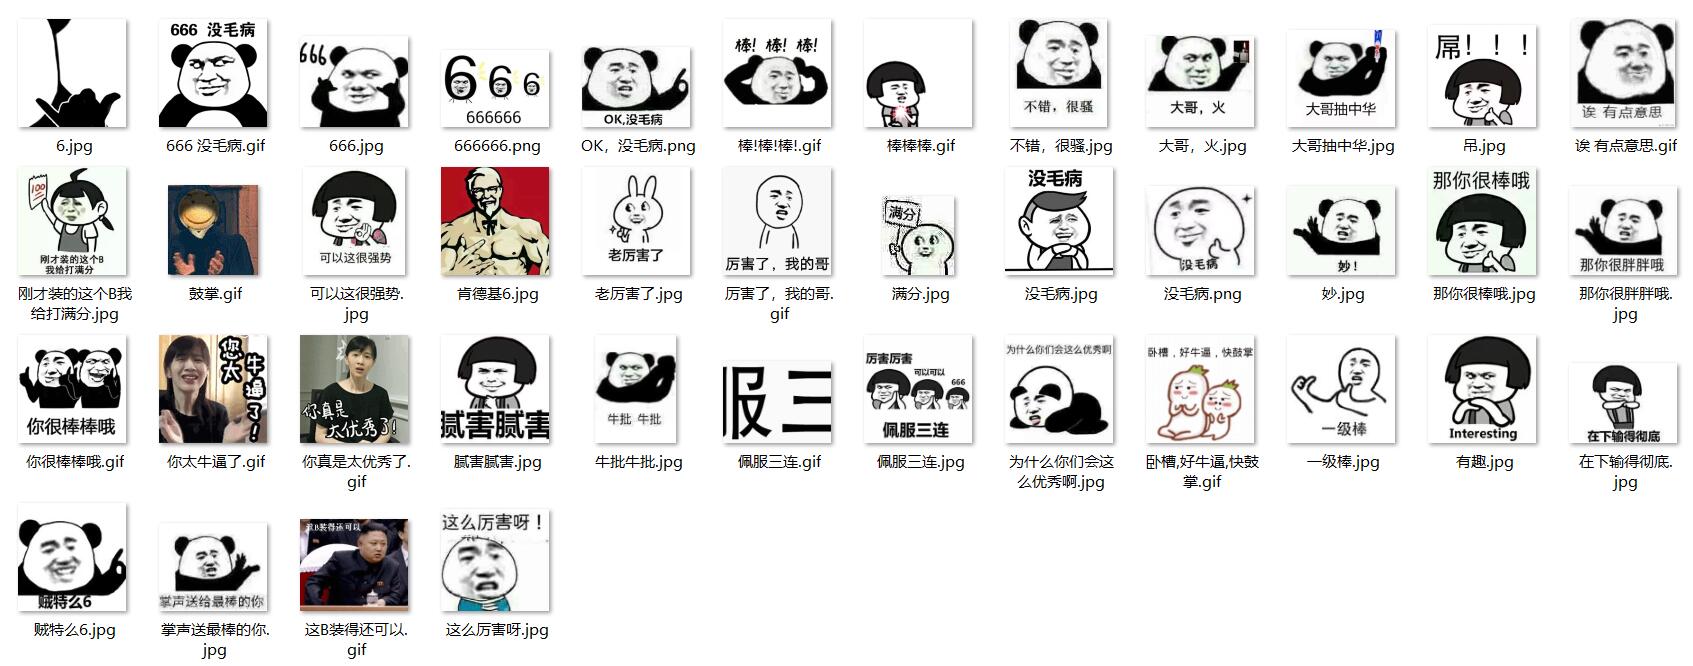 666 没毛病
666
666
666666
6
OK,没毛病
棒！棒！棒！
不错，很骚
大哥，火
大哥抽中华
屌！！！
诶 有点意思
6.jpg
666 没毛病.gif
666.jpg
666666.png
OK，没毛病.png
棒!棒!棒!.gif
棒棒棒.gif
不错，很骚.jpg
大哥，火.jpg
大哥抽中华.jpg
吊.jpg
诶 有点意思.gif
100
刚才装的这个B
我给打满分
可以这很强势
老厉害了
厉害了，我的哥
满分
没毛病
没毛病
妙！
那你很棒哦
那你很胖胖哦
刚才装的这个B我
给打满分.jpg
鼓掌.gif
可以这很强势.
jpg
肯德基6.jpg
老厉害了.jpg
厉害了，我的哥.
gif
满分.jpg
没毛病.jpg
没毛病.png
妙.jpg
那你很棒哦.jpg
那你很胖胖哦.
jpg
你很棒棒哦
您太
牛逼了!
你真是
太优秀了!
腻害腻害
牛批 牛批
服三
厉害厉害
可以可以
666
佩服三连
为什么你们会这么优秀啊
卧槽，好牛逼，快鼓掌
一级棒
Interesting
在下输得彻底
你很棒棒哦.gif
你太牛逼了.gif
你真是太优秀了.
gif
腻害腻害.jpg
牛批牛批.jpg
佩服三连.gif
佩服三连.jpg
为什么你们会这
么优秀啊.jpg
卧槽,好牛逼,快鼓
掌.gif
一级棒.jpg
有趣.jpg
在下输得彻底.
jpg
6
贼特么6
掌声送给最棒的你
这B装得还可以
这么厉害呀！
贼特么6.jpg
掌声送最棒的你.
jpg
这B装得还可以.
gif
这么厉害呀.jpg